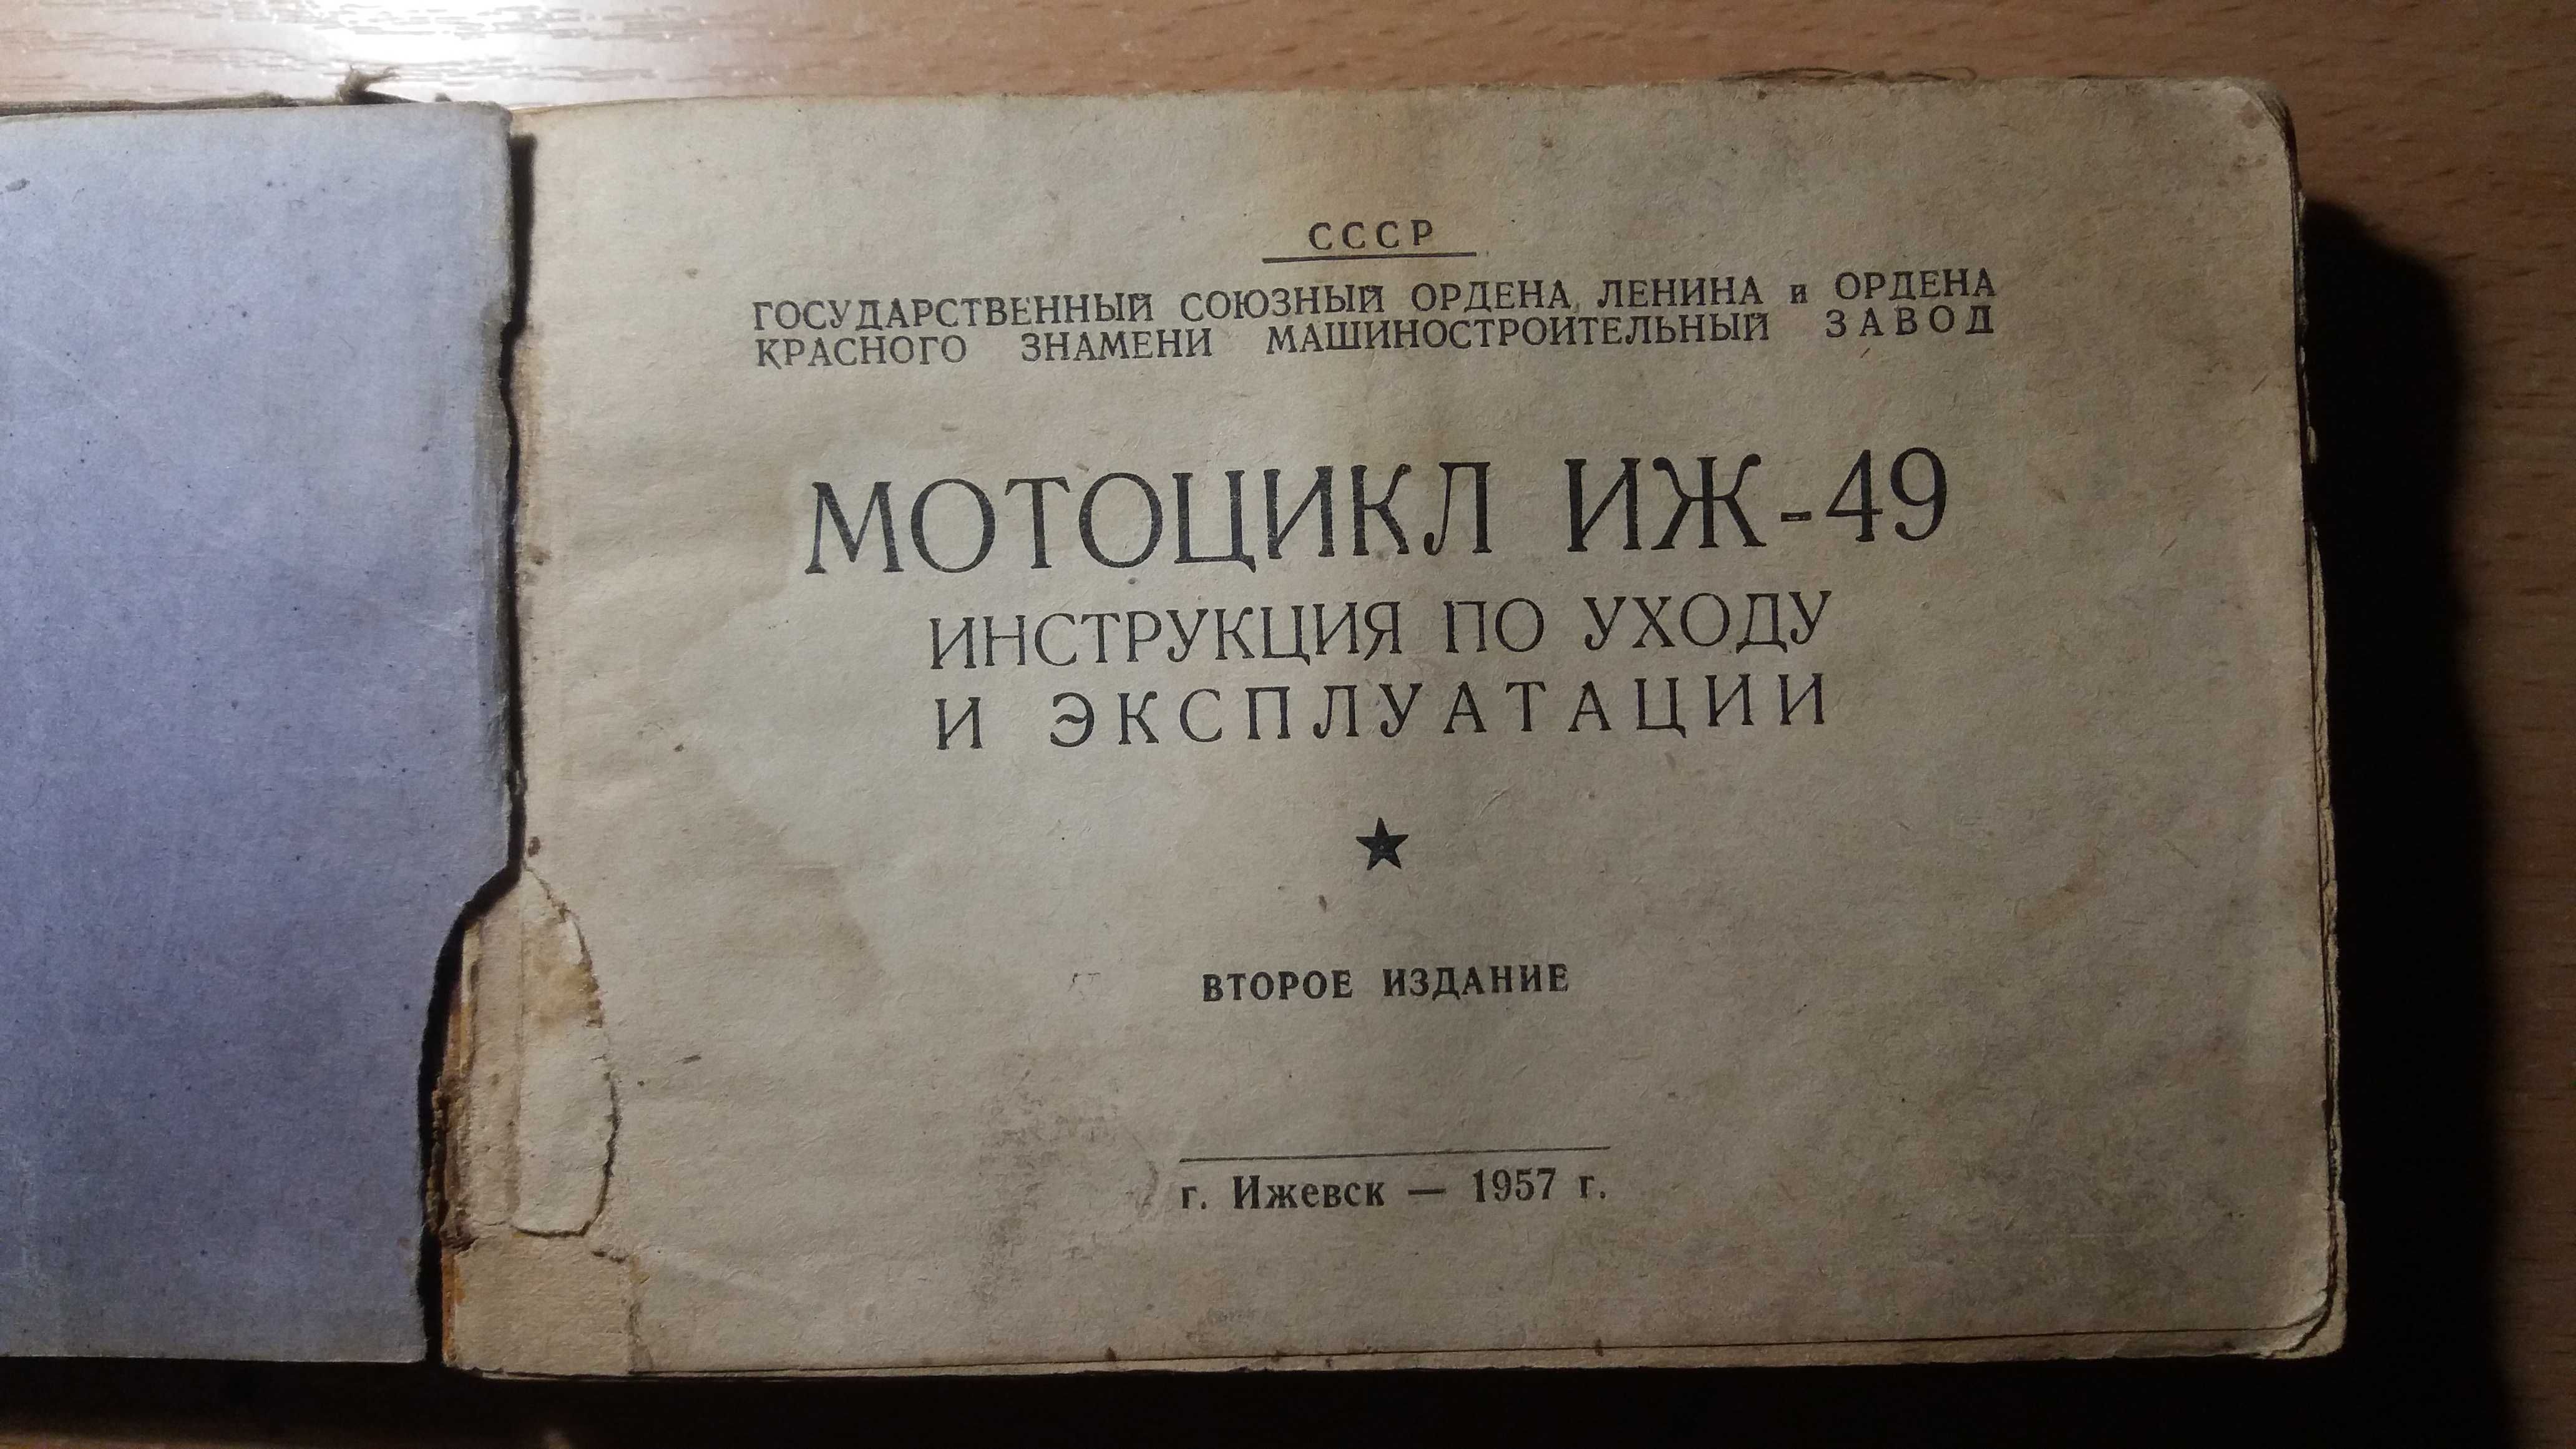 СССР
ГОСУДАРСТВЕННЫЙ СОЮЗНЫЙ ОРДЕНА ЛЕНИНА и ОРДЕНА
КРАСНОГО ЗНАМЕНИ МАШИНОСТРОИТЕЛЬНЫЙ ЗАВОД
МОТОЦИКЛ ИЖ-49
ИНСТРУКЦИЯ ПО УХОДУ
И ЭКСПЛУАТАЦИИ
ВТОРОЕ ИЗДАНИЕ
г. Ижевск — 1957 г.